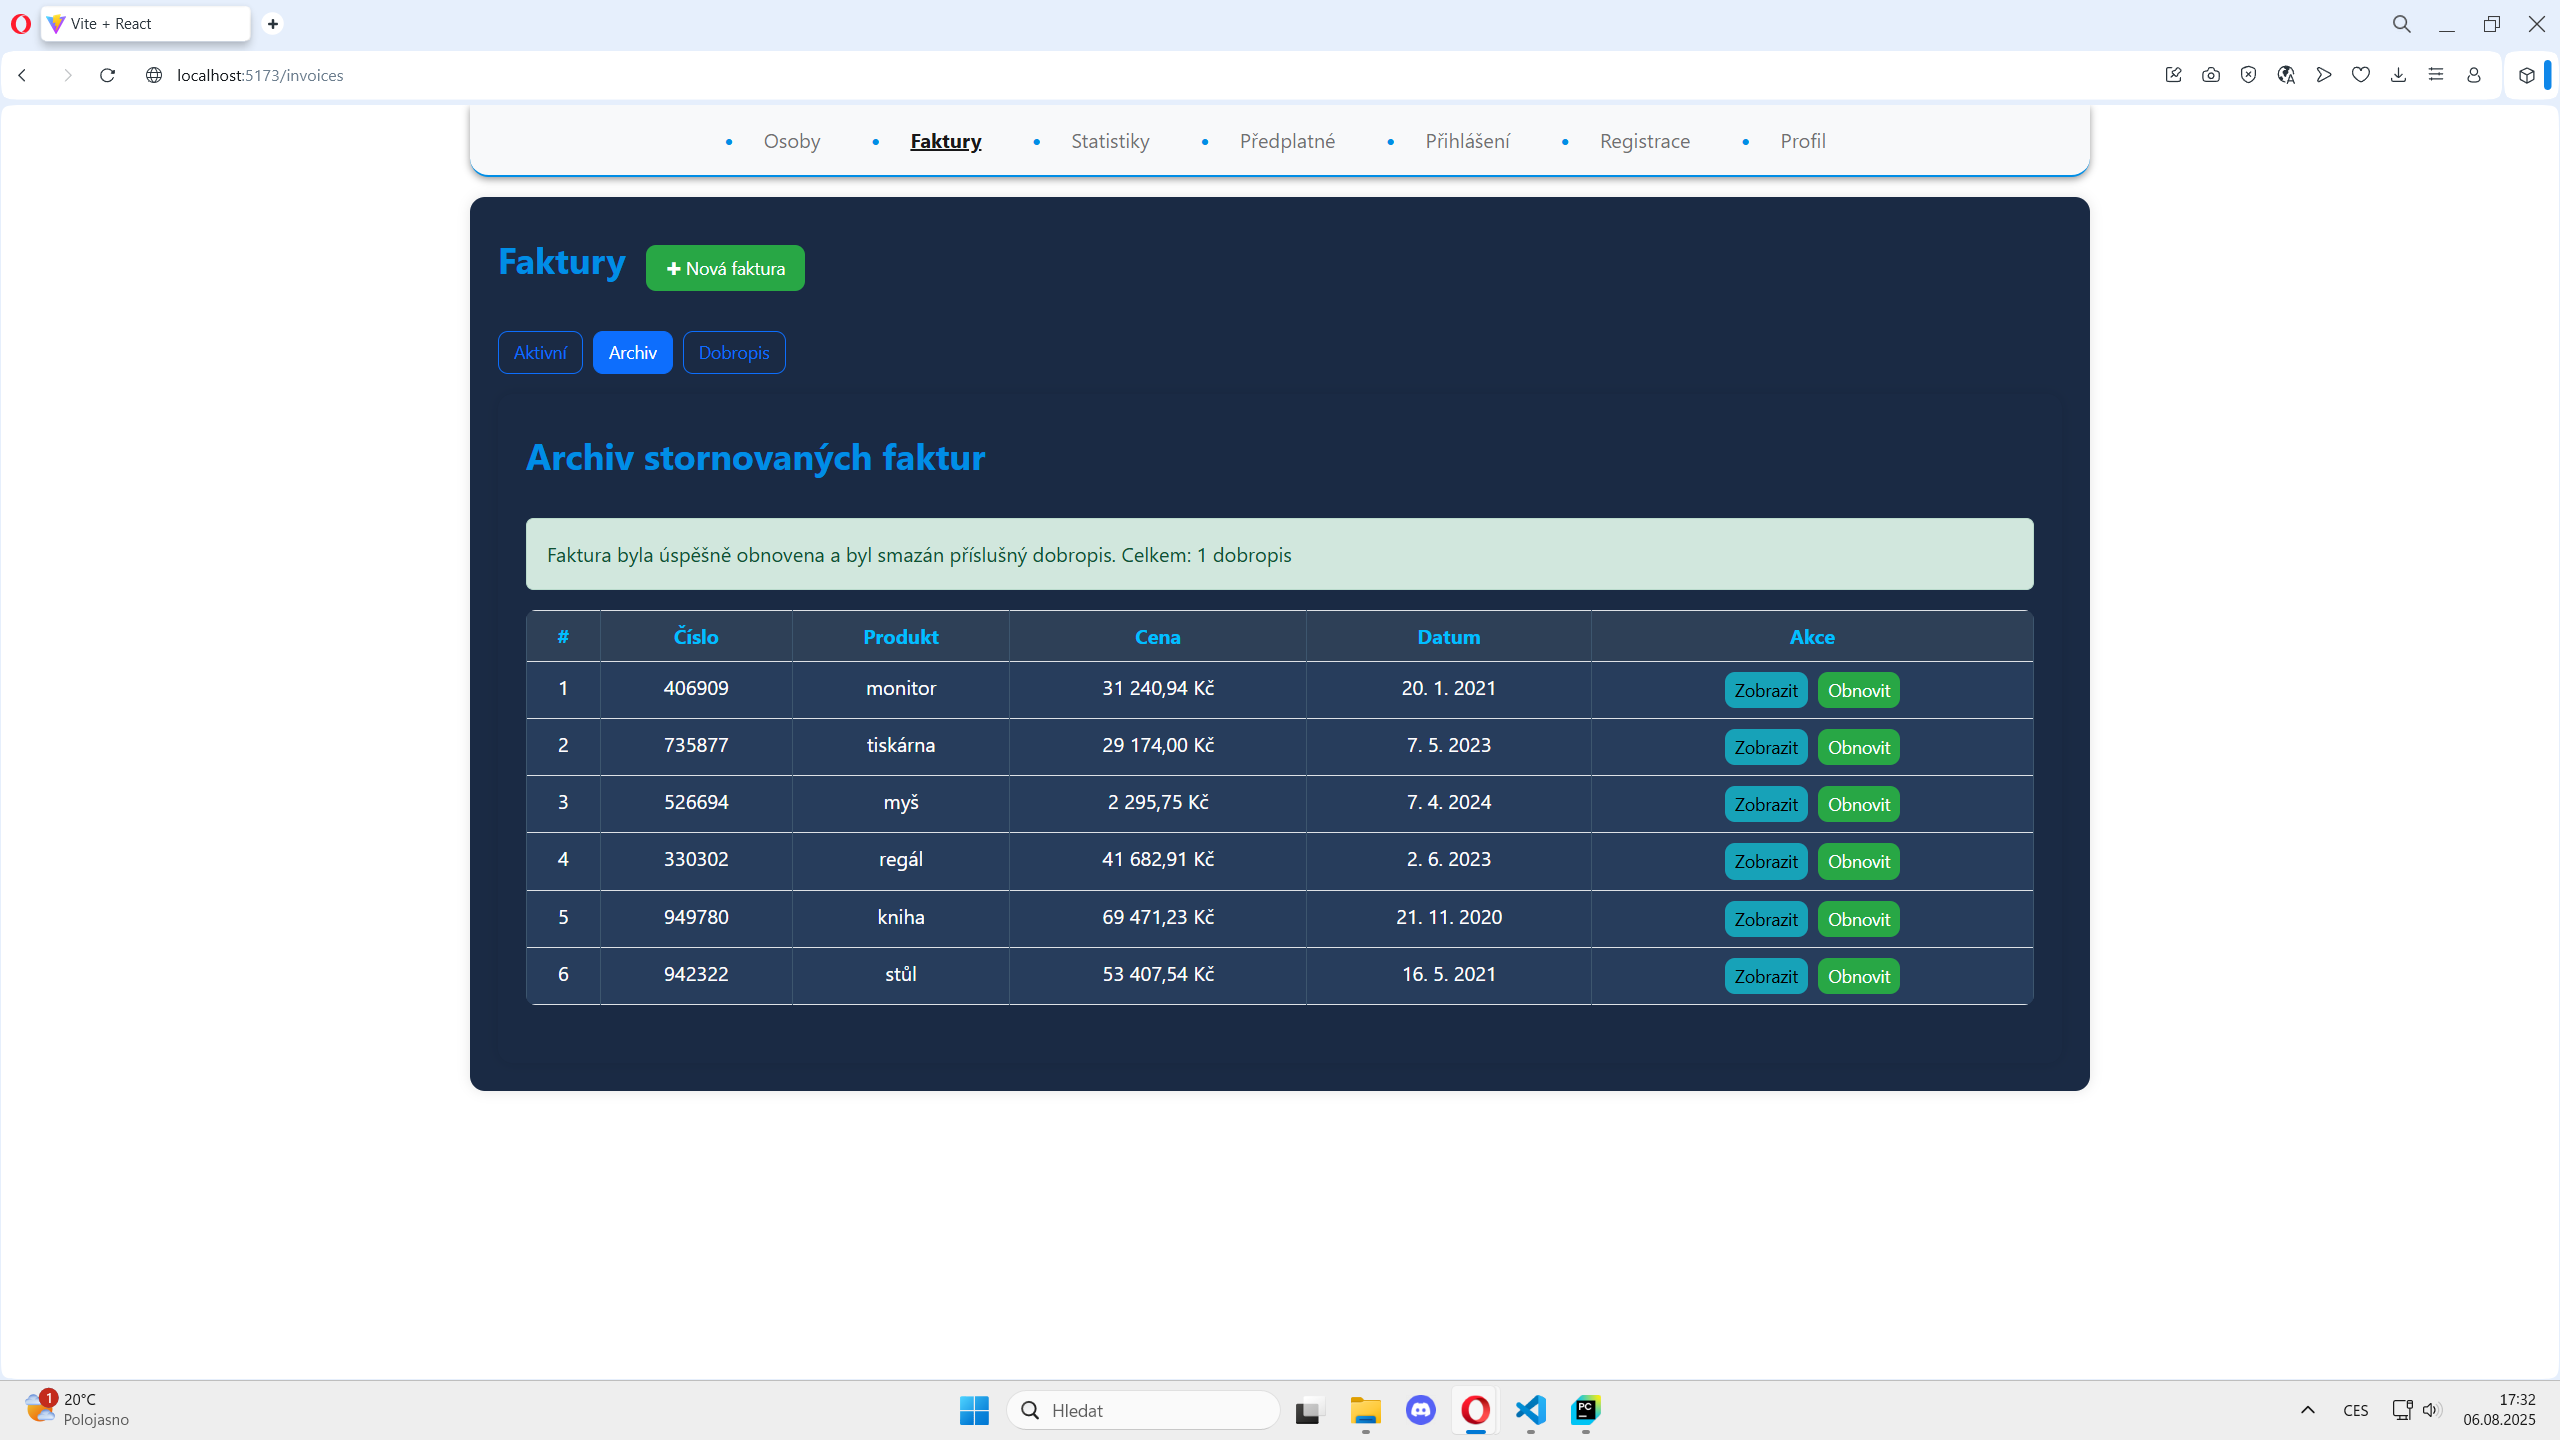 Vite + React
localhost:5173/invoices
• Osoby • Faktury • Statistiky • Předplatné • Přihlášení • Registrace • Profil
Faktury + Nová faktura
Aktivní Archiv Dobropis
Archiv stornovaných faktur
Faktura byla úspěšně obnovena a byl smazán příslušný dobropis. Celkem: 1 dobropis
# Číslo Produkt Cena Datum Akce
1 406909 monitor 31 240,94 Kč 20. 1. 2021 Zobrazit Obnovit
2 735877 tiskárna 29 174,00 Kč 7. 5. 2023 Zobrazit Obnovit
3 526694 myš 2 295,75 Kč 7. 4. 2024 Zobrazit Obnovit
4 330302 regál 41 682,91 Kč 2. 6. 2023 Zobrazit Obnovit
5 949780 kniha 69 471,23 Kč 21. 11. 2020 Zobrazit Obnovit
6 942322 stůl 53 407,54 Kč 16. 5. 2021 Zobrazit Obnovit
1 20°C
Polojasno
Hledat
PC
CES
17:32
06.08.2025